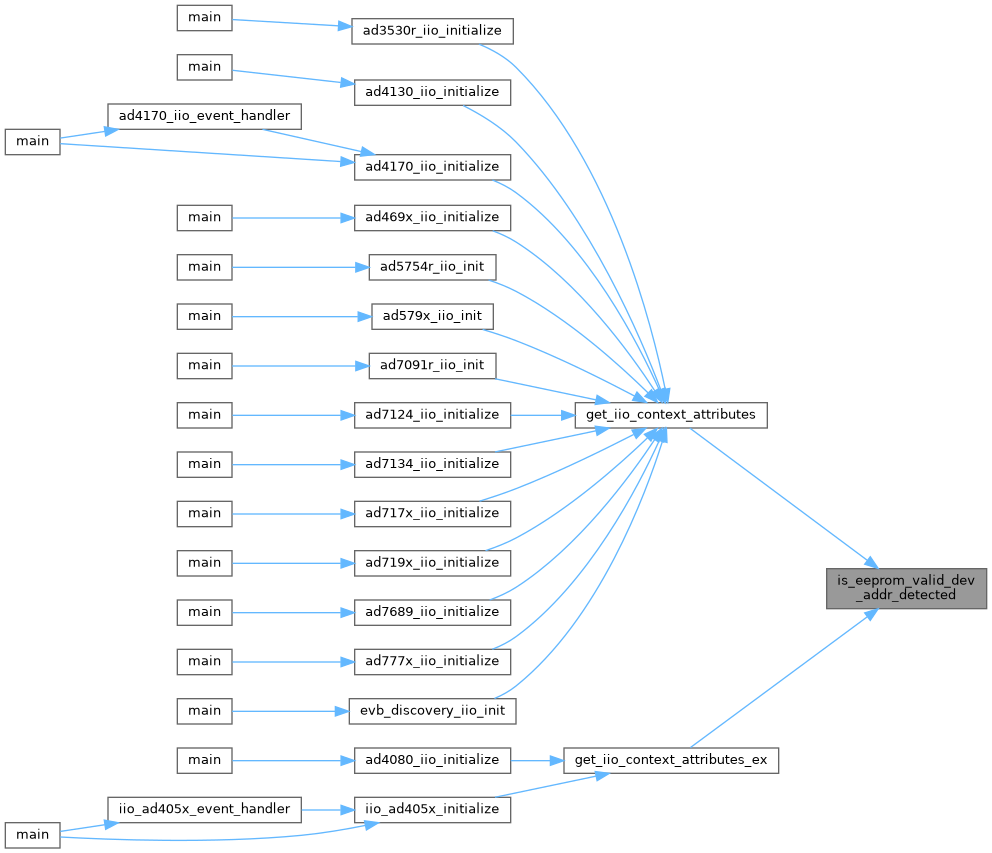 main
ad3530r_iio_initialize
main
ad4130_iio_initialize
ad4170_iio_event_handler
main
ad4170_iio_initialize
main
ad469x_iio_initialize
main
ad5754r_iio_init
main
ad579x_iio_init
main
ad7091r_iio_init
main
ad7124_iio_initialize
get_iio_context_attributes
main
ad7134_iio_initialize
main
ad717x_iio_initialize
main
ad719x_iio_initialize
is_eeprom_valid_dev
_addr_detected
main
ad7689_iio_initialize
main
ad777x_iio_initialize
main
evb_discovery_iio_init
main
ad4080_iio_initialize
get_iio_context_attributes_ex
iio_ad405x_event_handler
iio_ad405x_initialize
main